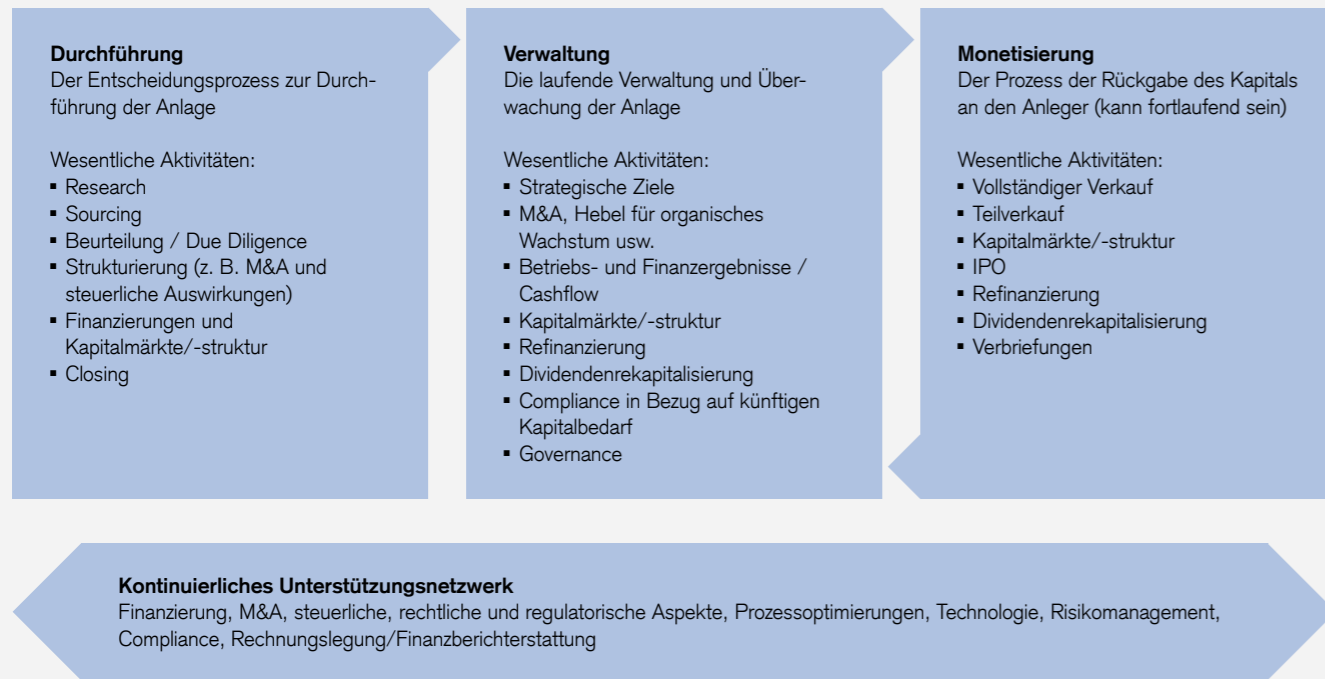 Durchführung
Der Entscheidungsprozess zur Durch-
führung der Anlage
Wesentliche Aktivitäten:
▪ Research
▪ Sourcing
▪ Beurteilung / Due Diligence
▪ Strukturierung (z. B. M&A und
steuerliche Auswirkungen)
▪ Finanzierungen und
Kapitalmärkte/-struktur
▪ Closing
Verwaltung
Die laufende Verwaltung und Über-
wachung der Anlage
Wesentliche Aktivitäten:
▪ Strategische Ziele
▪ M&A, Hebel für organisches
Wachstum usw.
▪ Betriebs- und Finanzergebnisse /
Cashflow
▪ Kapitalmärkte/-struktur
▪ Refinanzierung
▪ Dividendenrekapitalisierung
▪ Compliance in Bezug auf künftigen
Kapitalbedarf
▪ Governance
Monetisierung
Der Prozess der Rückgabe des Kapitals
an den Anleger (kann fortlaufend sein)
Wesentliche Aktivitäten:
▪ Vollständiger Verkauf
▪ Teilverkauf
▪ Kapitalmärkte/-struktur
▪ IPO
▪ Refinanzierung
▪ Dividendenrekapitalisierung
▪ Verbriefungen
Kontinuierliches Unterstützungsnetzwerk
Finanzierung, M&A, steuerliche, rechtliche und regulatorische Aspekte, Prozessoptimierungen, Technologie, Risikomanagement,
Compliance, Rechnungslegung/Finanzberichterstattung